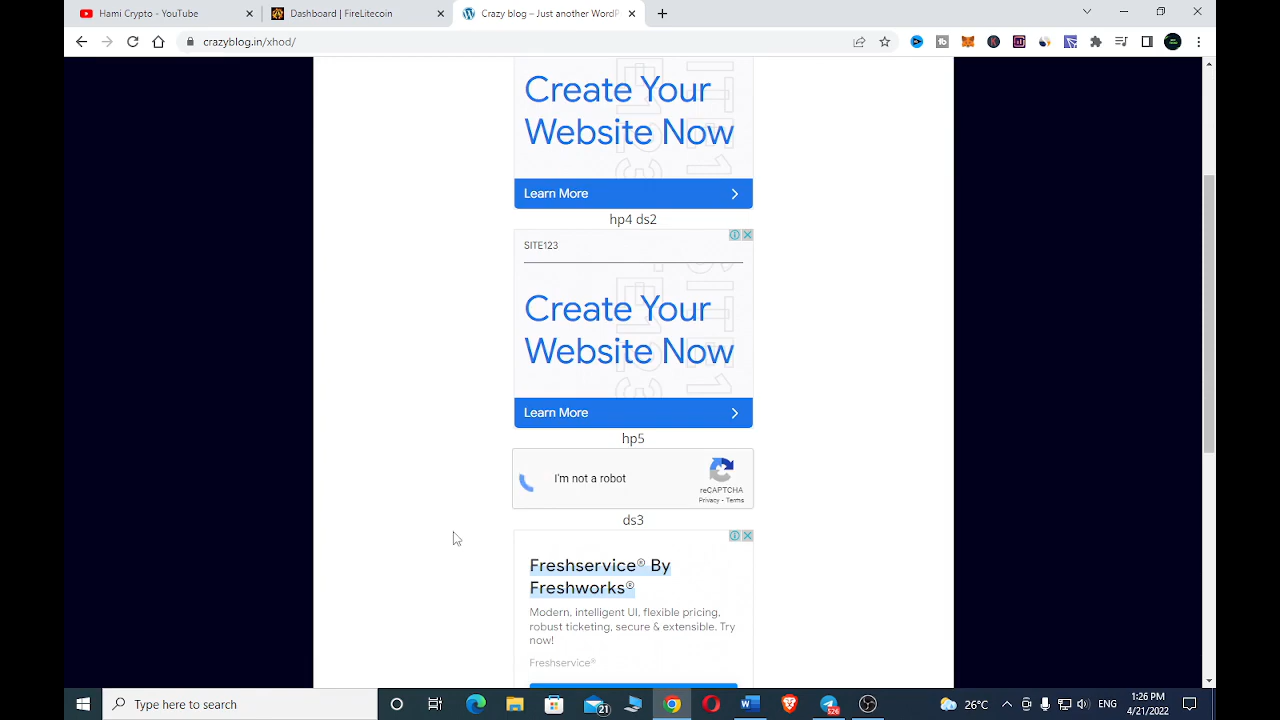 Hami Crypto - YouTube
Dashboard | FireLitecoin
Crazy blog – Just another WordP
crazyblog.in/xhod/
Create Your
Website Now
Learn More
hp4 ds2
SITE123
Create Your
Website Now
Learn More
hp5
I'm not a robot
reCAPTCHA
Privacy - Terms
ds3
Freshservice® By
Freshworks®
Modern, intelligent UI, flexible pricing,
robust ticketing, secure & extensible. Try
now!
Freshservice®
Type here to search
21
526
26°C
ENG
1:26 PM
4/21/2022